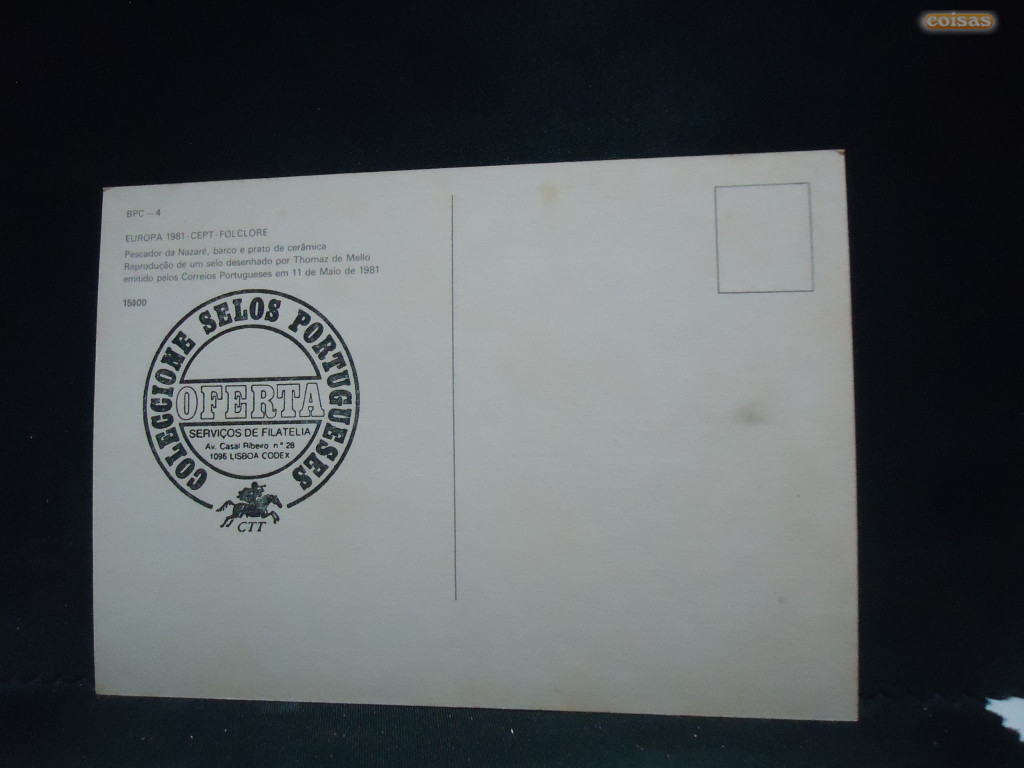 coisas
BPC – 4
EUROPA 1981 - CEPT - FOLCLORE
Pescador da Nazaré, barco e prato de cerâmica
Reprodução de um selo desenhado por Thomaz de Mello
emitido pelos Correios Portugueses em 11 de Maio de 1981
15$00
COLECCIONE SELOS PORTUGUESES
OFERTA
SERVIÇOS DE FILATELIA
Av. Casal Ribeiro n.º 28
1096 LISBOA CODEX
CTT